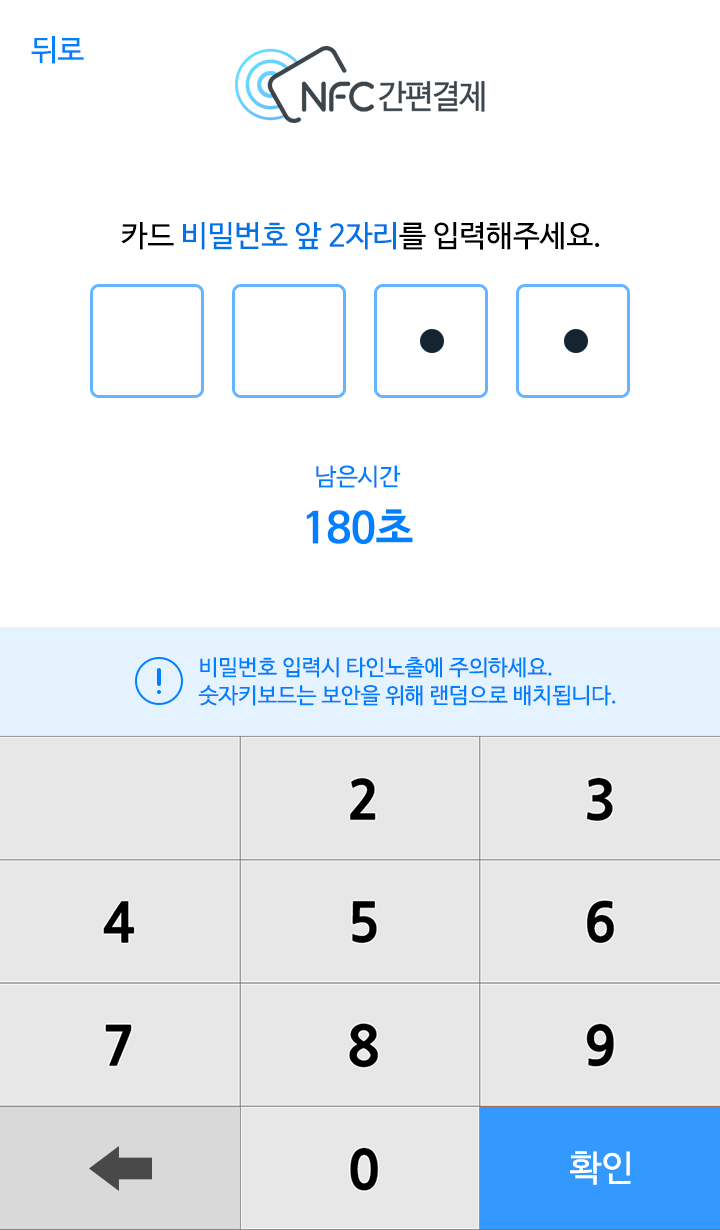 뒤로
NFC 간편결제
카드 비밀번호 앞 2자리를 입력해주세요.
남은시간
180초
비밀번호 입력시 타인노출에 주의하세요.
숫자키보드는 보안을 위해 랜덤으로 배치됩니다.
2 3
4 5 6
7 8 9
0 확인